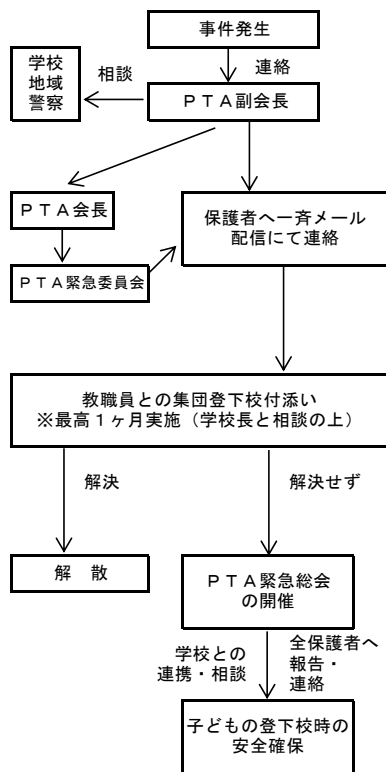 事件発生
連絡
学校
地域
警察
相談
ＰＴＡ副会長
ＰＴＡ会長
ＰＴＡ緊急委員会
保護者へ一斉メール
配信にて連絡
教職員との集団登下校付添い
※最高１ヶ月実施（学校長と相談の上）
解決
解決せず
解　散
ＰＴＡ緊急総会
の開催
学校との
連携・相談
全保護者へ
報告・
連絡
子どもの登下校時の
安全確保